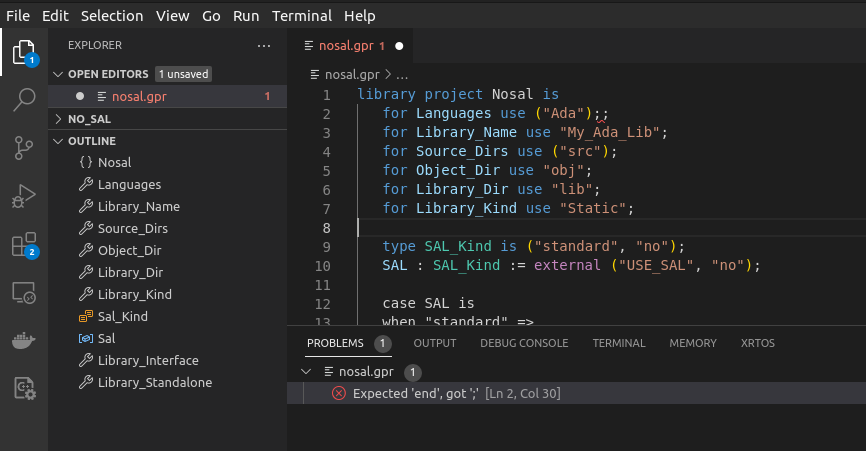 File Edit Selection View Go Run Terminal Help
EXPLORER ...
nosal.gpr 1
OPEN EDITORS 1 unsaved
nosal.gpr 1
NO_SAL
OUTLINE
{} Nosal
Languages
Library_Name
Source_Dirs
Object_Dir
Library_Dir
Library_Kind
Sal_Kind
Sal
Library_Interface
Library_Standalone
1
2
nosal.gpr > ...
1 library project Nosal is
2 for Languages use ("Ada");;
3 for Library_Name use "My_Ada_Lib";
4 for Source_Dirs use ("src");
5 for Object_Dir use "obj";
6 for Library_Dir use "lib";
7 for Library_Kind use "Static";
8
9 type SAL_Kind is ("standard", "no");
10 SAL : SAL_Kind := external ("USE_SAL", "no");
11
12 case SAL is
13 when "standard" =>
PROBLEMS 1 OUTPUT DEBUG CONSOLE TERMINAL MEMORY XRTOS
nosal.gpr 1
Expected 'end', got ';' [Ln 2, Col 30]